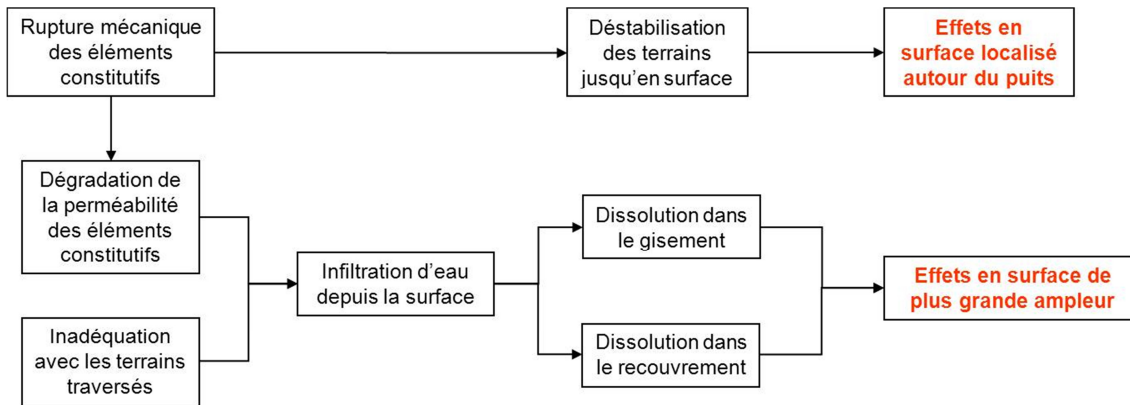 Rupture mécanique
des éléments
constitutifs
Déstabilisation
des terrains
jusqu'en surface
Effets en
surface localisé
autour du puits
Dégradation de
la perméabilité
des éléments
constitutifs
Inadéquation
avec les terrains
traversés
Infiltration d'eau
depuis la surface
Dissolution dans
le gisement
Dissolution dans
le recouvrement
Effets en surface de
plus grande ampleur